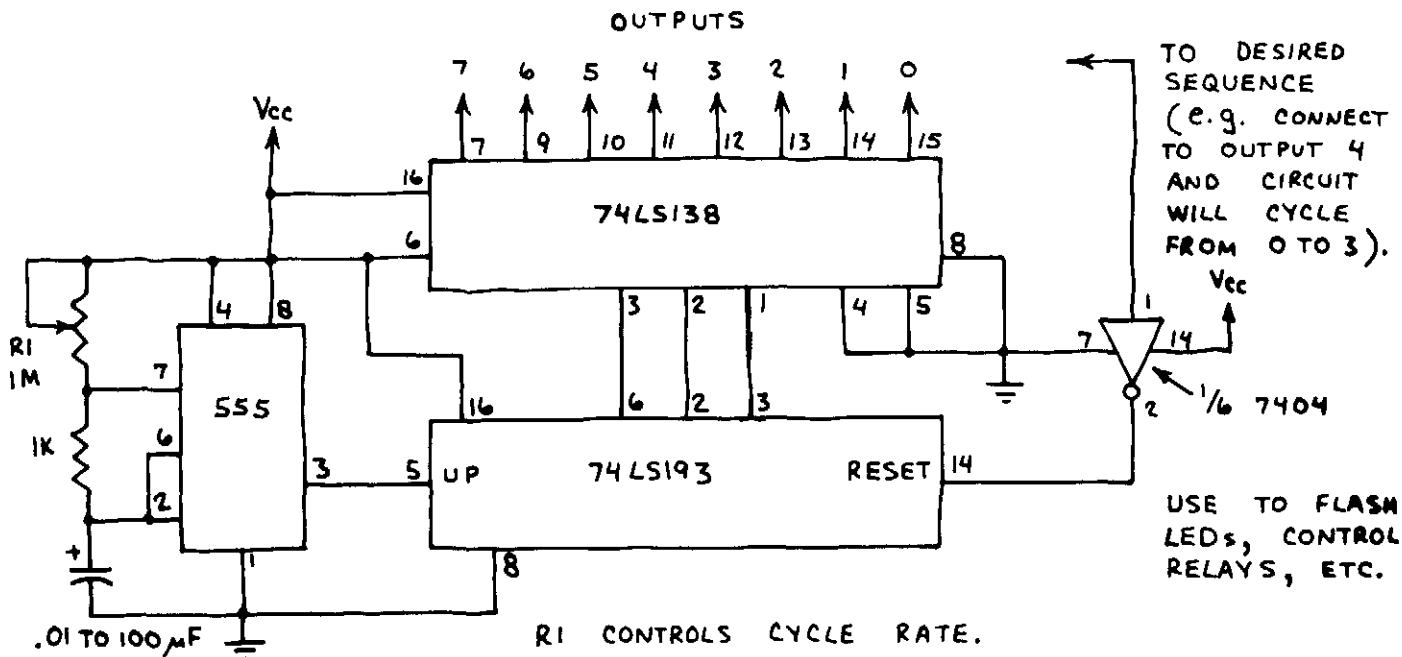 OUTPUTS
7 6 5 4 3 2 1 0
7 9 10 11 12 13 14 15
Vcc
16
74LS138
6
8
3 2 1 4 5
TO DESIRED
SEQUENCE
(e.g. CONNECT
TO OUTPUT 4
AND CIRCUIT
WILL CYCLE
FROM 0 TO 3).
Vcc
1
7
14
1/6 7404
2
4 8
R1
1M
7
555
1K
6
3
2
1
+
.01 TO 100 µF
16
6 2 3
5 UP
74LS193
RESET 14
8
R1 CONTROLS CYCLE RATE.
USE TO FLASH
LEDs, CONTROL
RELAYS, ETC.